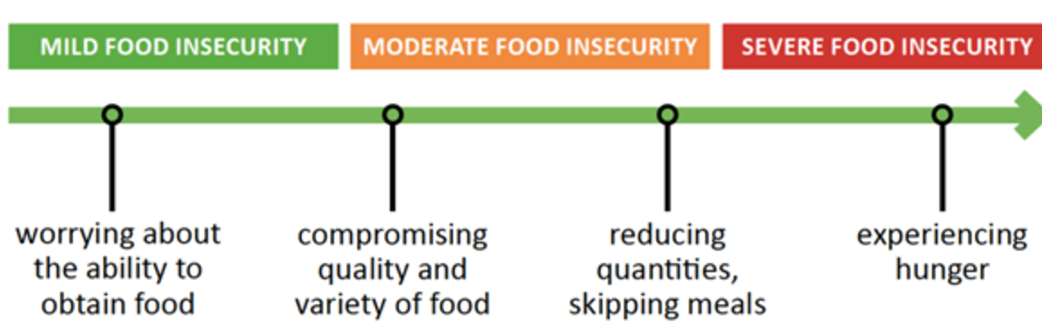 MILD FOOD INSECURITY
MODERATE FOOD INSECURITY
SEVERE FOOD INSECURITY
worrying about
the ability to
obtain food
compromising
quality and
variety of food
reducing
quantities,
skipping meals
experiencing
hunger